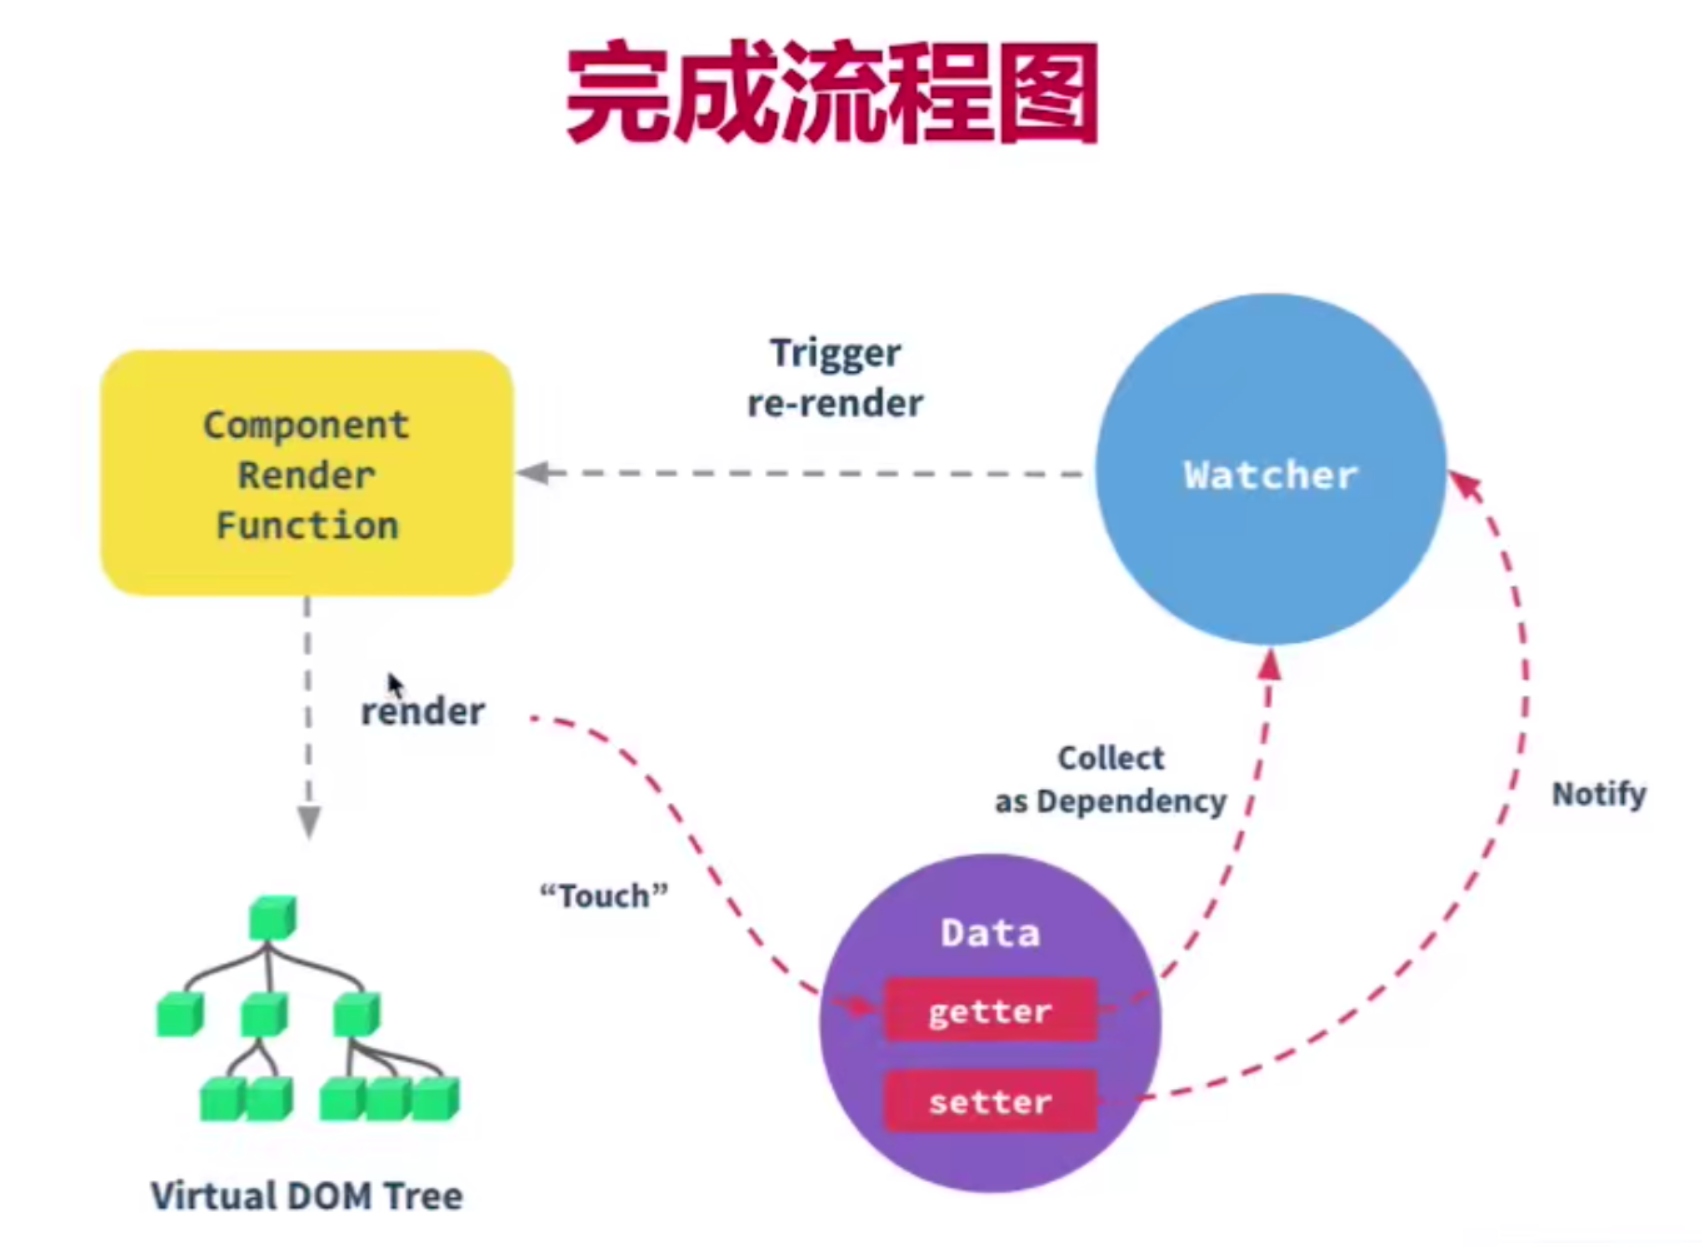 完成流程图
Trigger
re-render
Component
Render
Function
Watcher
render
Collect
as Dependency
Notify
“Touch”
Data
getter
setter
Virtual DOM Tree